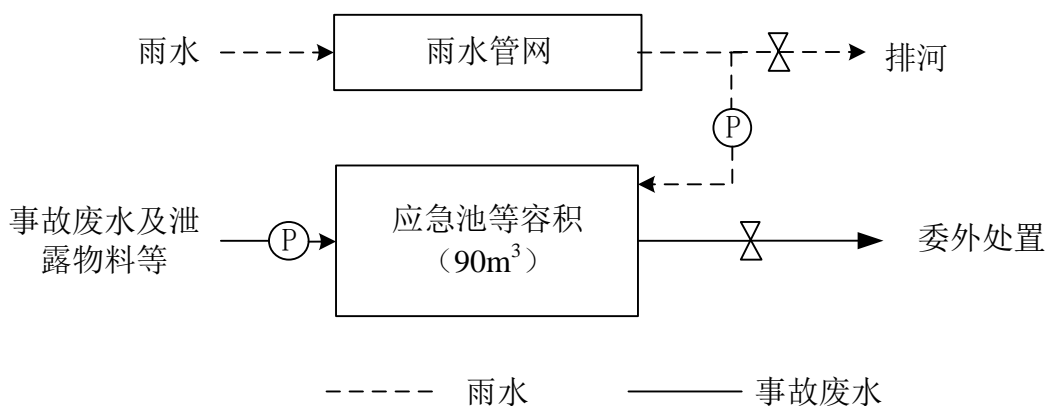 雨水
雨水管网
排河
P
事故废水及泄
露物料等
P
应急池等容积
（90m³）
委外处置
雨水
事故废水